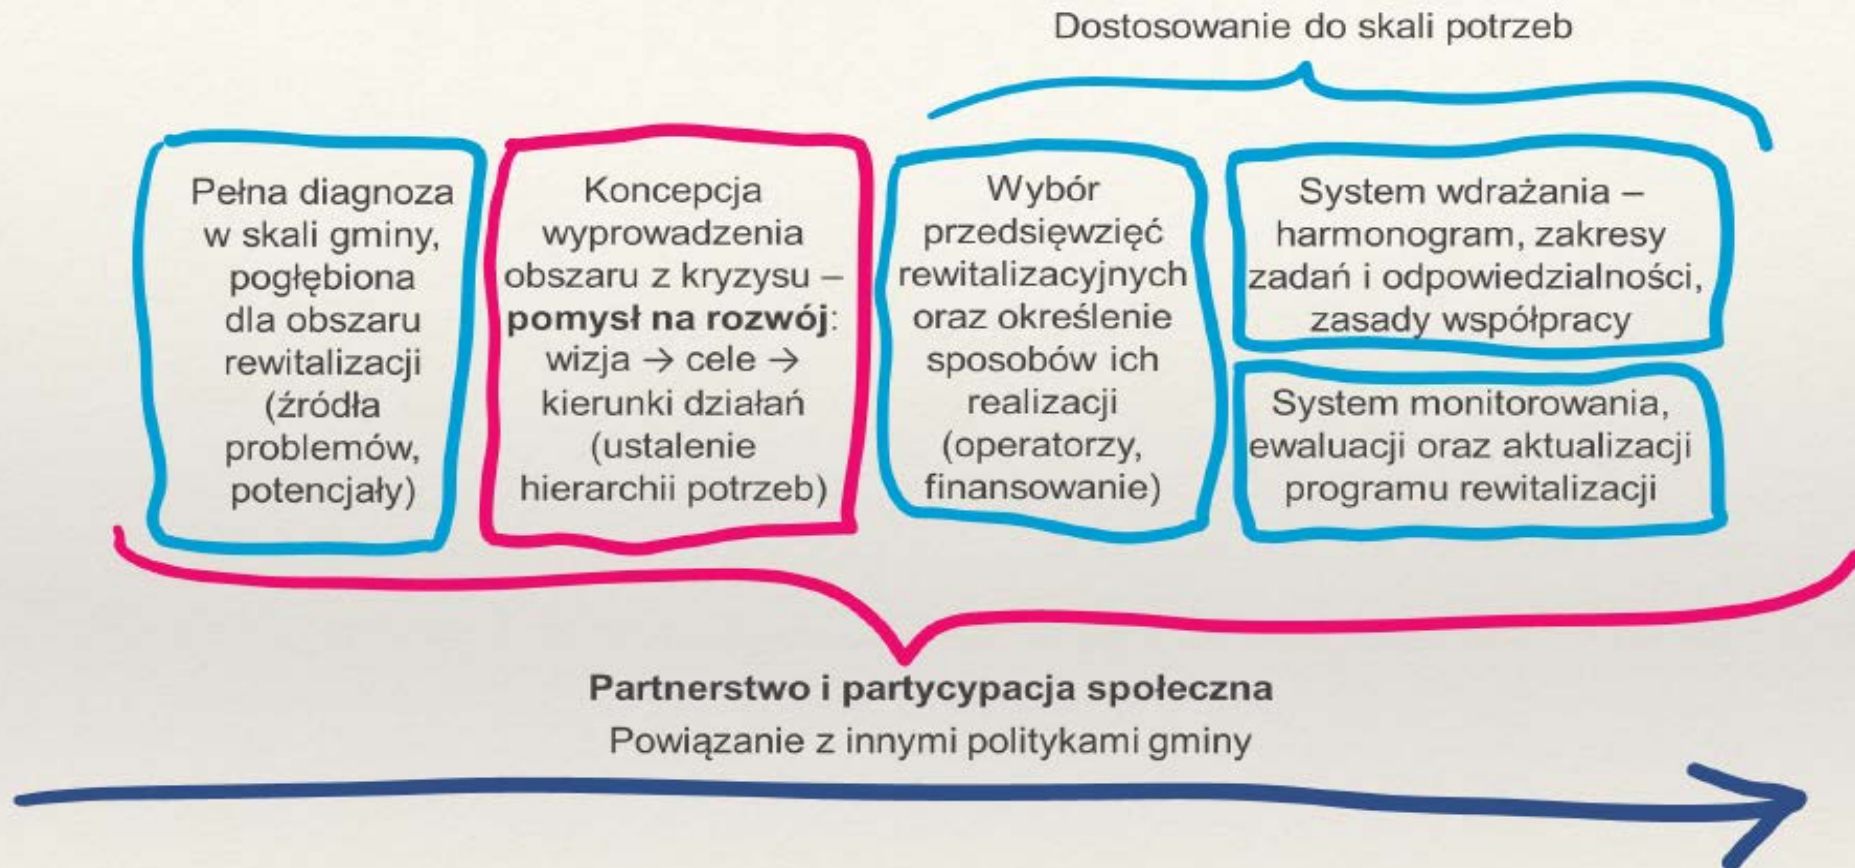 Dostosowanie do skali potrzeb
Pełna diagnoza
w skali gminy,
pogłębiona
dla obszaru
rewitalizacji
(źródła
problemów,
potencjały)
Koncepcja
wyprowadzenia
obszaru z kryzysu –
pomysł na rozwój:
wizja → cele →
kierunki działań
(ustalenie
hierarchii potrzeb)
Wybór
przedsięwzięć
rewitalizacyjnych
oraz określenie
sposobów ich
realizacji
(operatorzy,
finansowanie)
System wdrażania –
harmonogram, zakresy
zadań i odpowiedzialności,
zasady współpracy
System monitorowania,
ewaluacji oraz aktualizacji
programu rewitalizacji
Partnerstwo i partycypacja społeczna
Powiązanie z innymi politykami gminy